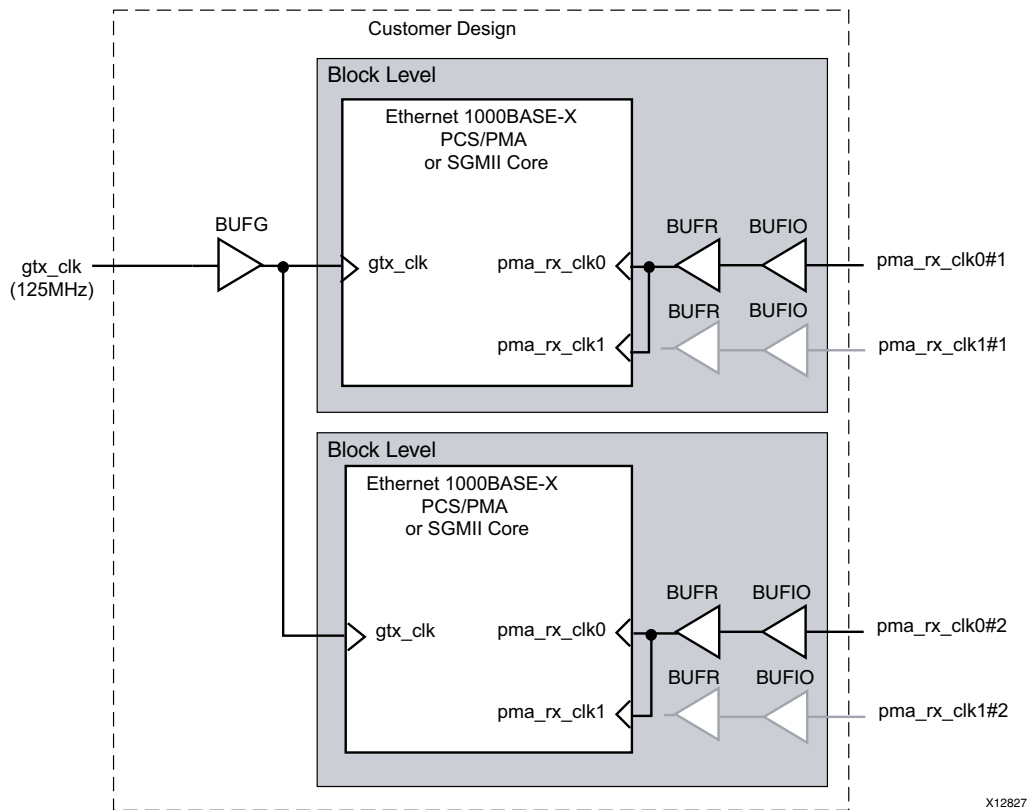 Customer Design
Block Level
Ethernet 1000BASE-X
PCS/PMA
or SGMII Core
BUFG
BUFR
BUFIO
gtx_clk
(125MHz)
gtx_clk
pma_rx_clk0
pma_rx_clk0#1
BUFR
BUFIO
pma_rx_clk1
pma_rx_clk1#1
Block Level
Ethernet 1000BASE-X
PCS/PMA
or SGMII Core
BUFR
BUFIO
gtx_clk
pma_rx_clk0
pma_rx_clk0#2
BUFR
BUFIO
pma_rx_clk1
pma_rx_clk1#2
X12827